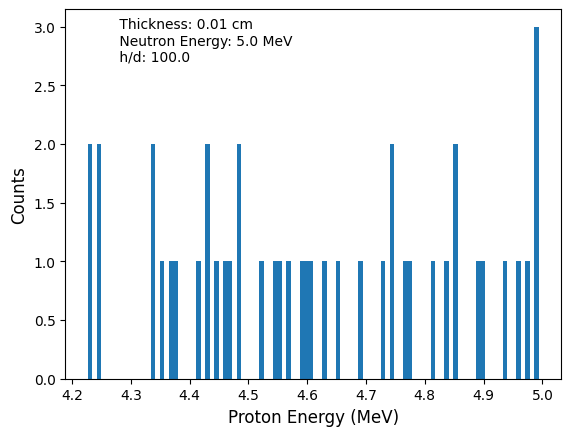 Thickness: 0.01 cm
Neutron Energy: 5.0 MeV
h/d: 100.0
3.0
2.5
2.0
1.5
1.0
0.5
0.0
Counts
4.2 4.3 4.4 4.5 4.6 4.7 4.8 4.9 5.0
Proton Energy (MeV)